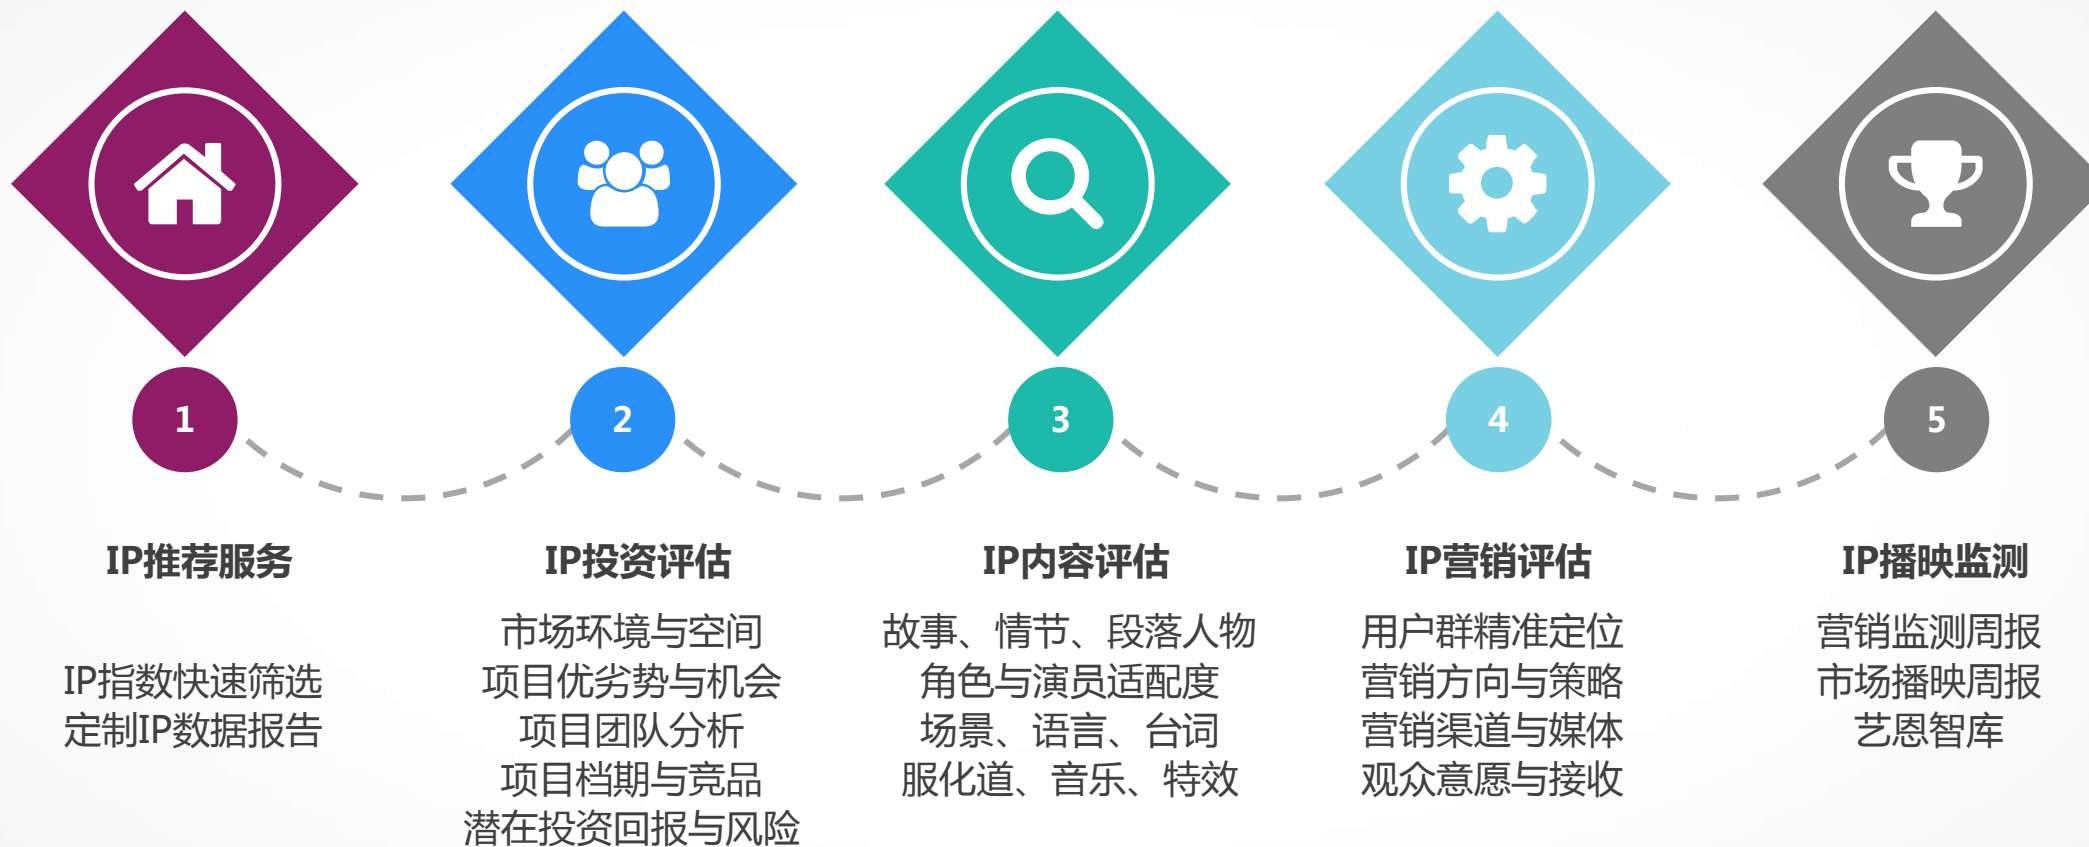 1
IP推荐服务
IP指数快速筛选
定制IP数据报告
2
IP投资评估
市场环境与空间
项目优劣势与机会
项目团队分析
项目档期与竞品
潜在投资回报与风险
3
IP内容评估
故事、情节、段落人物
角色与演员适配度
场景、语言、台词
服化道、音乐、特效
4
IP营销评估
用户群精准定位
营销方向与策略
营销渠道与媒体
观众意愿与接收
5
IP播映监测
营销监测周报
市场播映周报
艺恩智库